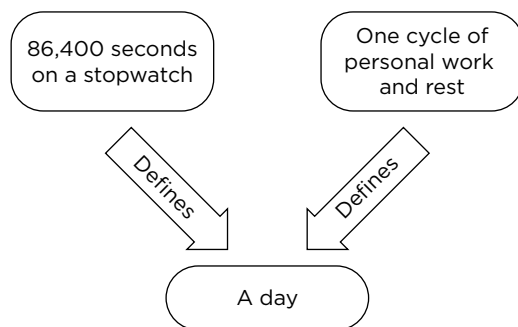 86,400 seconds
on a stopwatch
One cycle of
personal work
and rest
Defines
Defines
A day